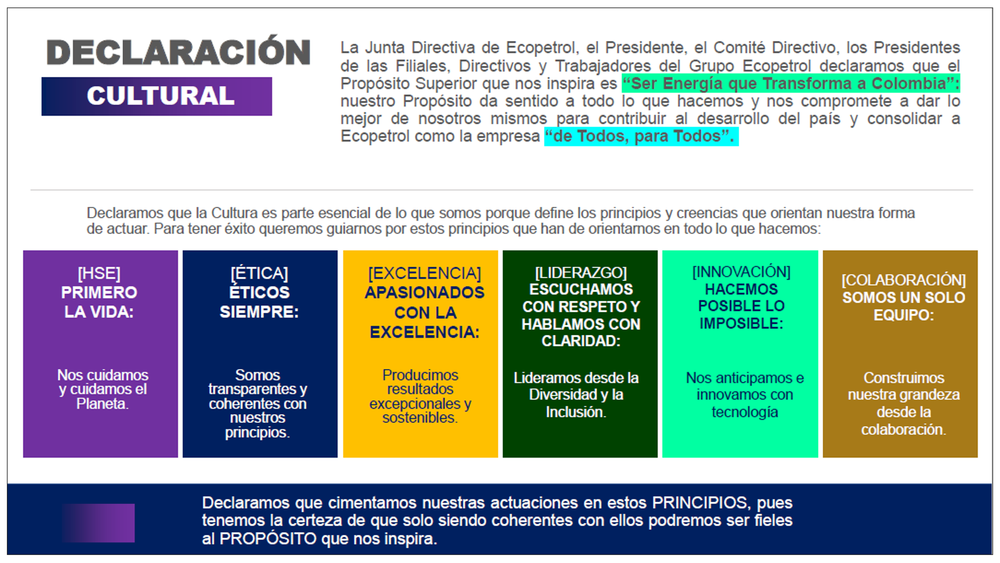 DECLARACIÓN
CULTURAL
La Junta Directiva de Ecopetrol, el Presidente, el Comité Directivo, los Presidentes
de las Filiales, Directivos y Trabajadores del Grupo Ecopetrol declaramos que el
Propósito Superior que nos inspira es “Ser Energía que Transforma a Colombia”:
nuestro Propósito da sentido a todo lo que hacemos y nos compromete a dar lo
mejor de nosotros mismos para contribuir al desarrollo del país y consolidar a
Ecopetrol como la empresa “de Todos, para Todos”.
Declaramos que la Cultura es parte esencial de lo que somos porque define los principios y creencias que orientan nuestra forma
de actuar. Para tener éxito queremos guiarnos por estos principios que han de orientarnos en todo lo que hacemos:
[HSE]
PRIMERO
LA VIDA:
Nos cuidamos
y cuidamos el
Planeta.
[ÉTICA]
ÉTICOS
SIEMPRE:
Somos
transparentes y
coherentes con
nuestros
principios.
[EXCELENCIA]
APASIONADOS
CON LA
EXCELENCIA:
Producimos
resultados
excepcionales y
sostenibles.
[LIDERAZGO]
ESCUCHAMOS
CON RESPETO Y
HABLAMOS CON
CLARIDAD:
Lideramos desde la
Diversidad y la
Inclusión.
[INNOVACIÓN]
HACEMOS
POSIBLE LO
IMPOSIBLE:
Nos anticipamos e
innovamos con
tecnología
[COLABORACIÓN]
SOMOS UN SOLO
EQUIPO:
Construimos
nuestra grandeza
desde la
colaboración.
Declaramos que cimentamos nuestras actuaciones en estos PRINCIPIOS, pues
tenemos la certeza de que solo siendo coherentes con ellos podremos ser fieles
al PROPÓSITO que nos inspira.